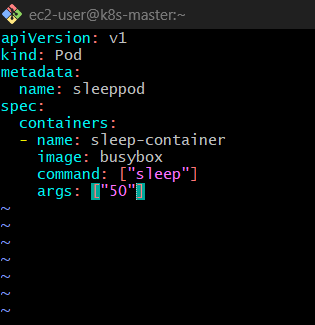 ec2-user@k8s-master:~
apiVersion: v1
kind: Pod
metadata:
  name: sleeppod
spec:
  containers:
  - name: sleep-container
    image: busybox
    command: ["sleep"]
    args: ["50"]
~
~
~
~
~
~
~